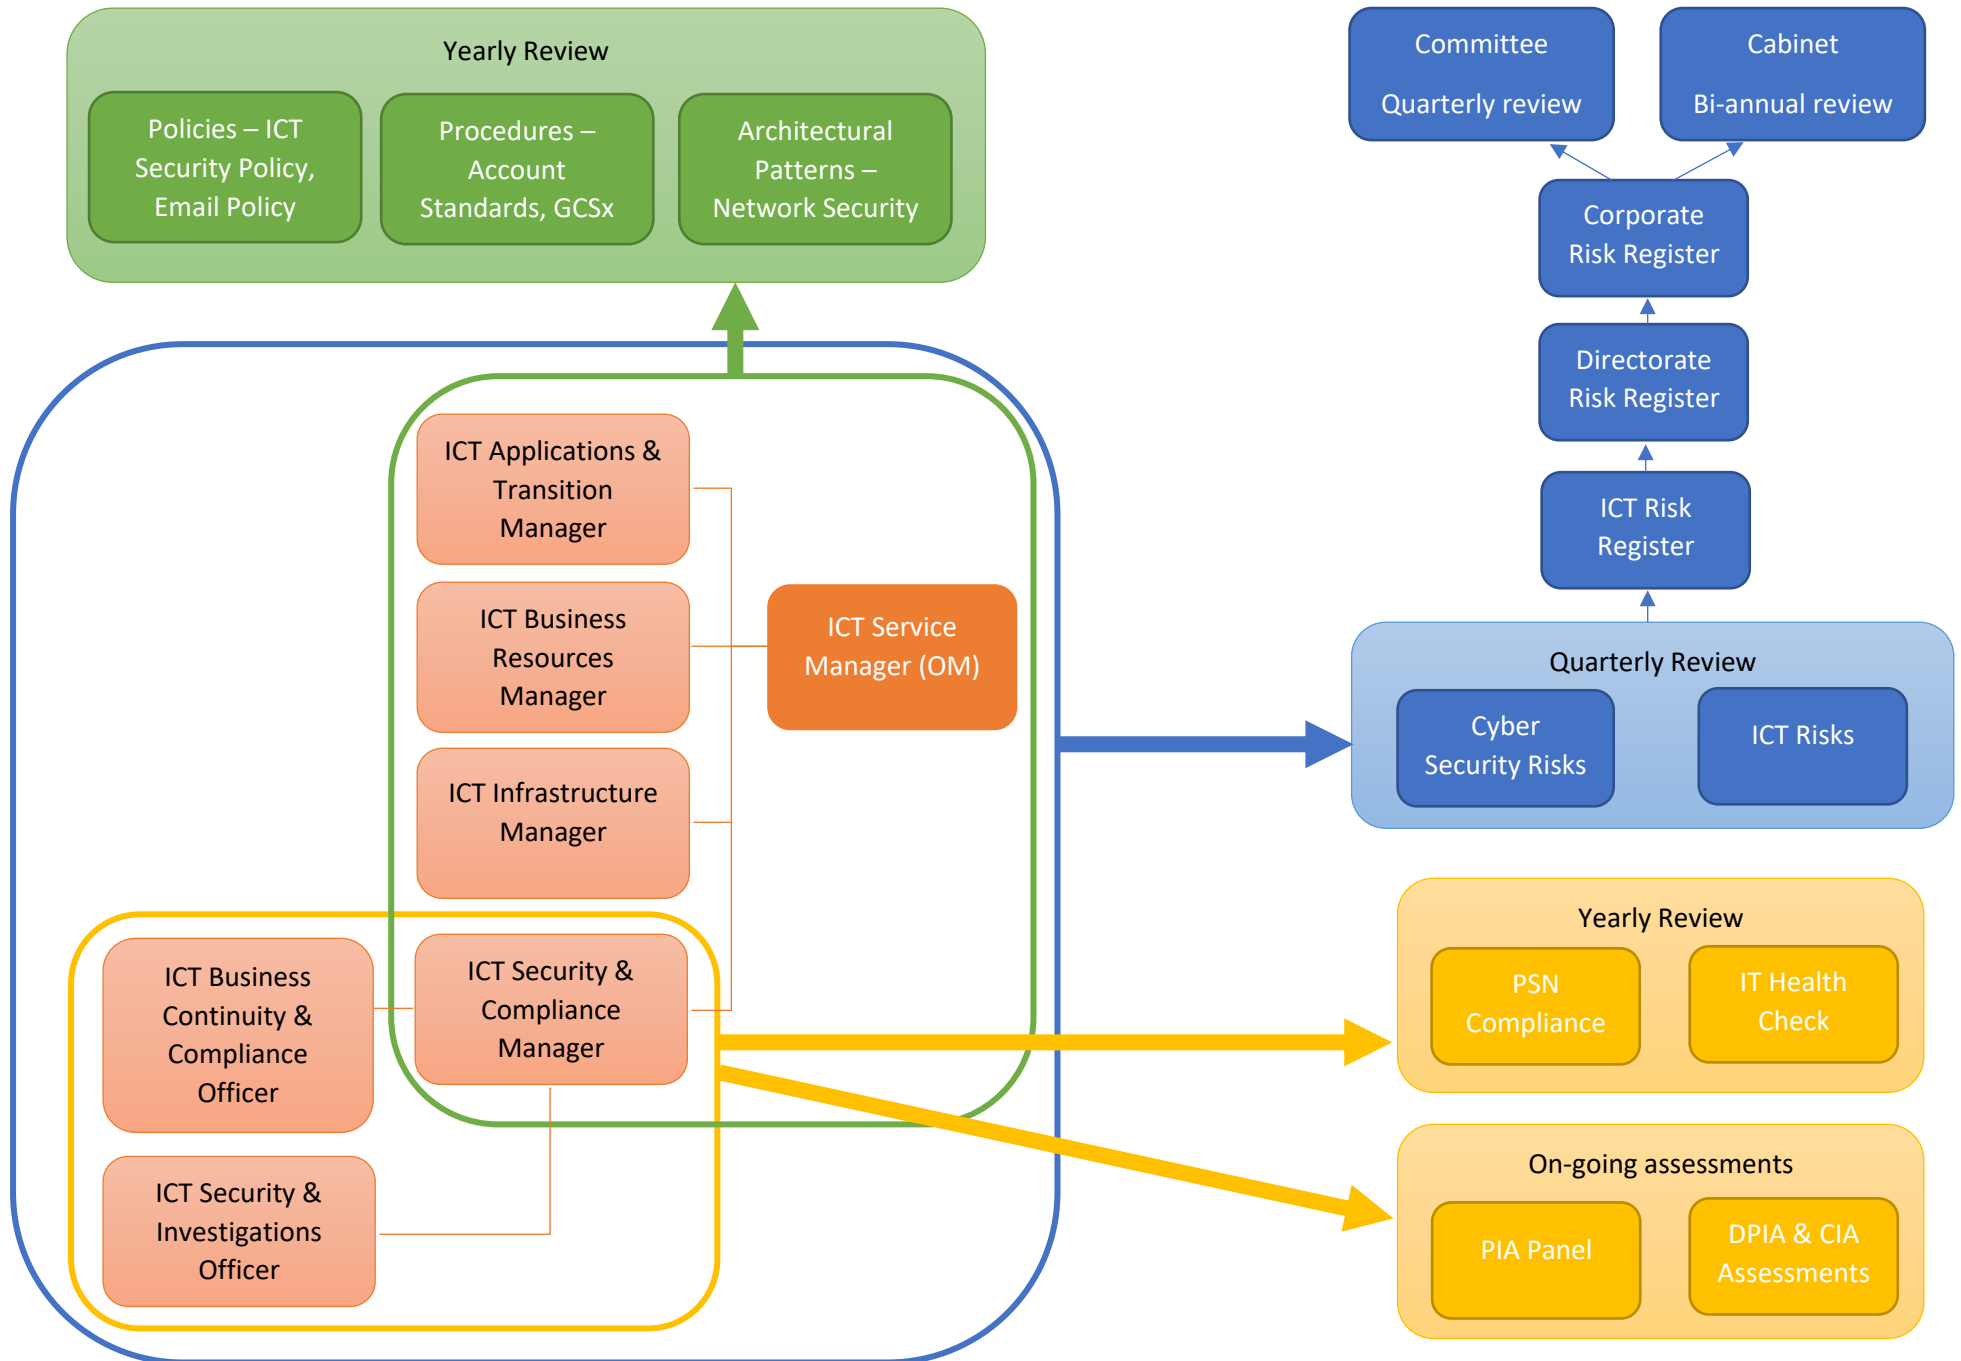 Yearly Review
Policies – ICT
Security Policy,
Email Policy
Procedures –
Account
Standards, GCSx
Architectural
Patterns –
Network Security
Committee
Quarterly review
Cabinet
Bi-annual review
Corporate
Risk Register
Directorate
Risk Register
ICT Risk
Register
ICT Applications &
Transition
Manager
ICT Business
Resources
Manager
ICT Service
Manager (OM)
ICT Infrastructure
Manager
Quarterly Review
Cyber
Security Risks
ICT Risks
ICT Business
Continuity &
Compliance
Officer
ICT Security &
Compliance
Manager
ICT Security &
Investigations
Officer
Yearly Review
PSN
Compliance
IT Health
Check
On-going assessments
PIA Panel
DPIA & CIA
Assessments